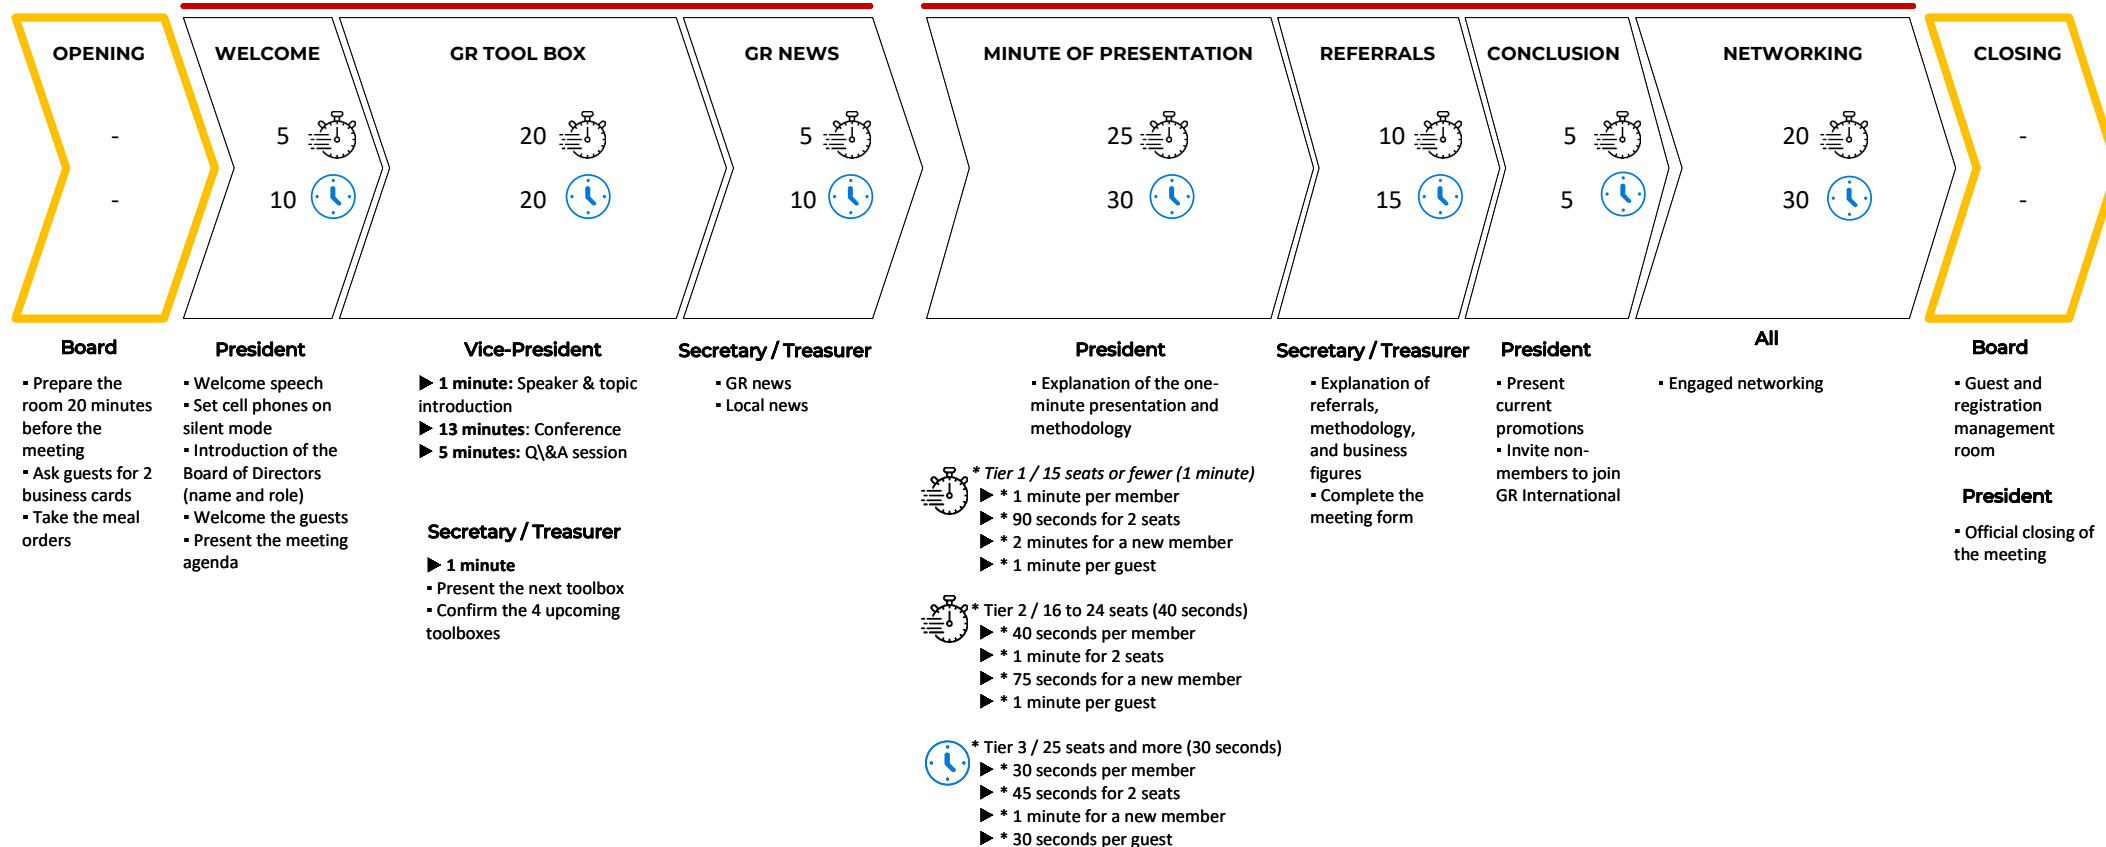 OPENING
-
-
WELCOME
5
10
GR TOOL BOX
20
20
GR NEWS
5
10
MINUTE OF PRESENTATION
25
30
REFERRALS
10
15
CONCLUSION
5
5
NETWORKING
20
30
CLOSING
-
-
Board
▪ Prepare the
room 20 minutes
before the
meeting
▪ Ask guests for 2
business cards
▪ Take the meal
orders
President
▪ Welcome speech
▪ Set cell phones on
silent mode
▪ Introduction of the
Board of Directors
(name and role)
▪ Welcome the guests
▪ Present the meeting
agenda
Vice-President
▶ 1 minute: Speaker & topic
introduction
▶ 13 minutes: Conference
▶ 5 minutes: Q\&A session
Secretary / Treasurer
▶ 1 minute
▪ Present the next toolbox
▪ Confirm the 4 upcoming
toolboxes
Secretary / Treasurer
▪ GR news
▪ Local news
President
▪ Explanation of the one-
minute presentation and
methodology
* Tier 1 / 15 seats or fewer (1 minute)
▶ * 1 minute per member
▶ * 90 seconds for 2 seats
▶ * 2 minutes for a new member
▶ * 1 minute per guest
* Tier 2 / 16 to 24 seats (40 seconds)
▶ * 40 seconds per member
▶ * 1 minute for 2 seats
▶ * 75 seconds for a new member
▶ * 1 minute per guest
* Tier 3 / 25 seats and more (30 seconds)
▶ * 30 seconds per member
▶ * 45 seconds for 2 seats
▶ * 1 minute for a new member
▶ * 30 seconds per guest
Secretary / Treasurer
▪ Explanation of
referrals,
methodology,
and business
figures
▪ Complete the
meeting form
President
▪ Present
current
promotions
▪ Invite non-
members to join
GR International
All
▪ Engaged networking
Board
▪ Guest and
registration
management
room
President
▪ Official closing of
the meeting